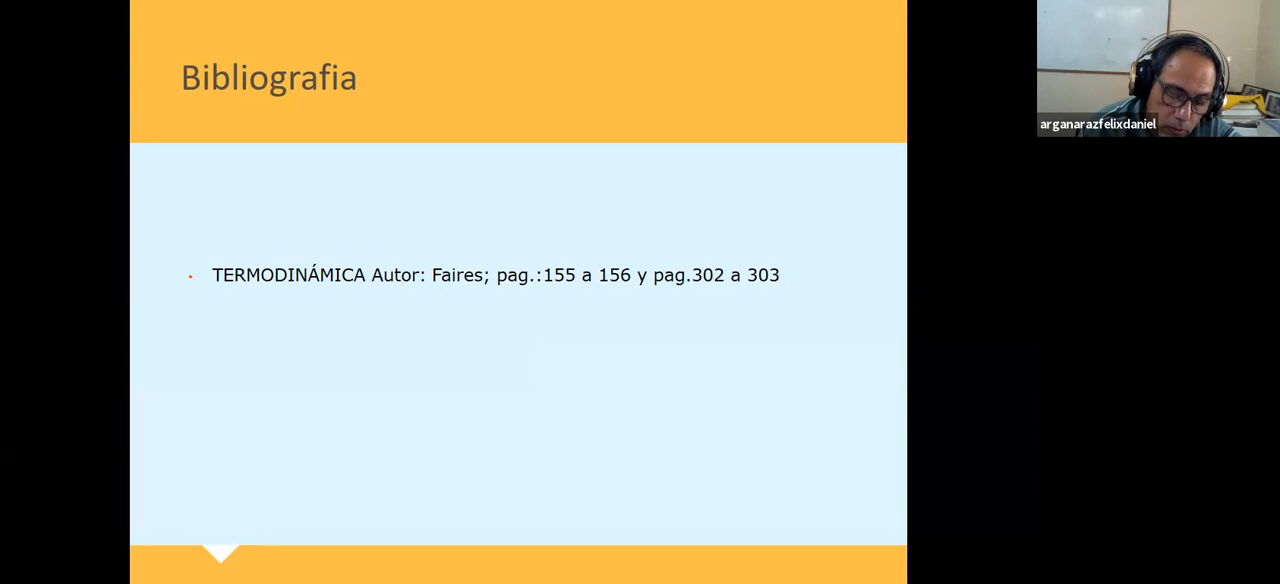 Bibliografia
TERMODINÁMICA Autor: Faires; pag.:155 a 156 y pag.302 a 303
arganarazfelixdaniel